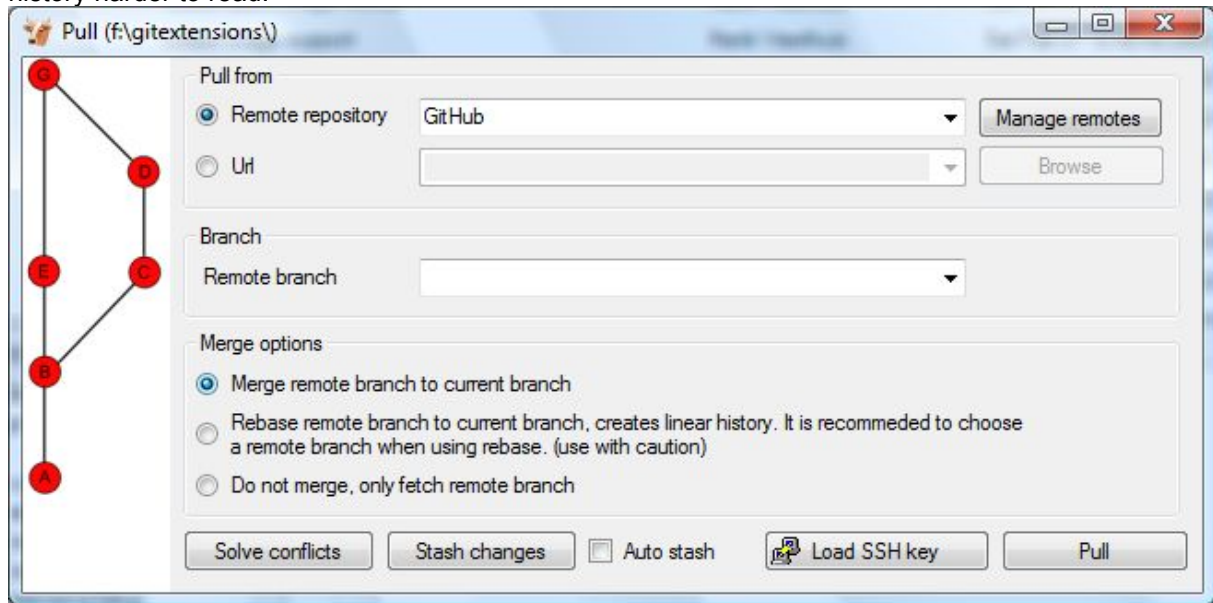 history harder to read.
Pull (f:\gitextensions\)
G
D
E
C
B
A
Pull from
Remote repository GitHub Manage remotes
Url Browse
Branch
Remote branch
Merge options
Merge remote branch to current branch
Rebase remote branch to current branch, creates linear history. It is recommeded to choose
a remote branch when using rebase. (use with caution)
Do not merge, only fetch remote branch
Solve conflicts Stash changes Auto stash Load SSH key Pull